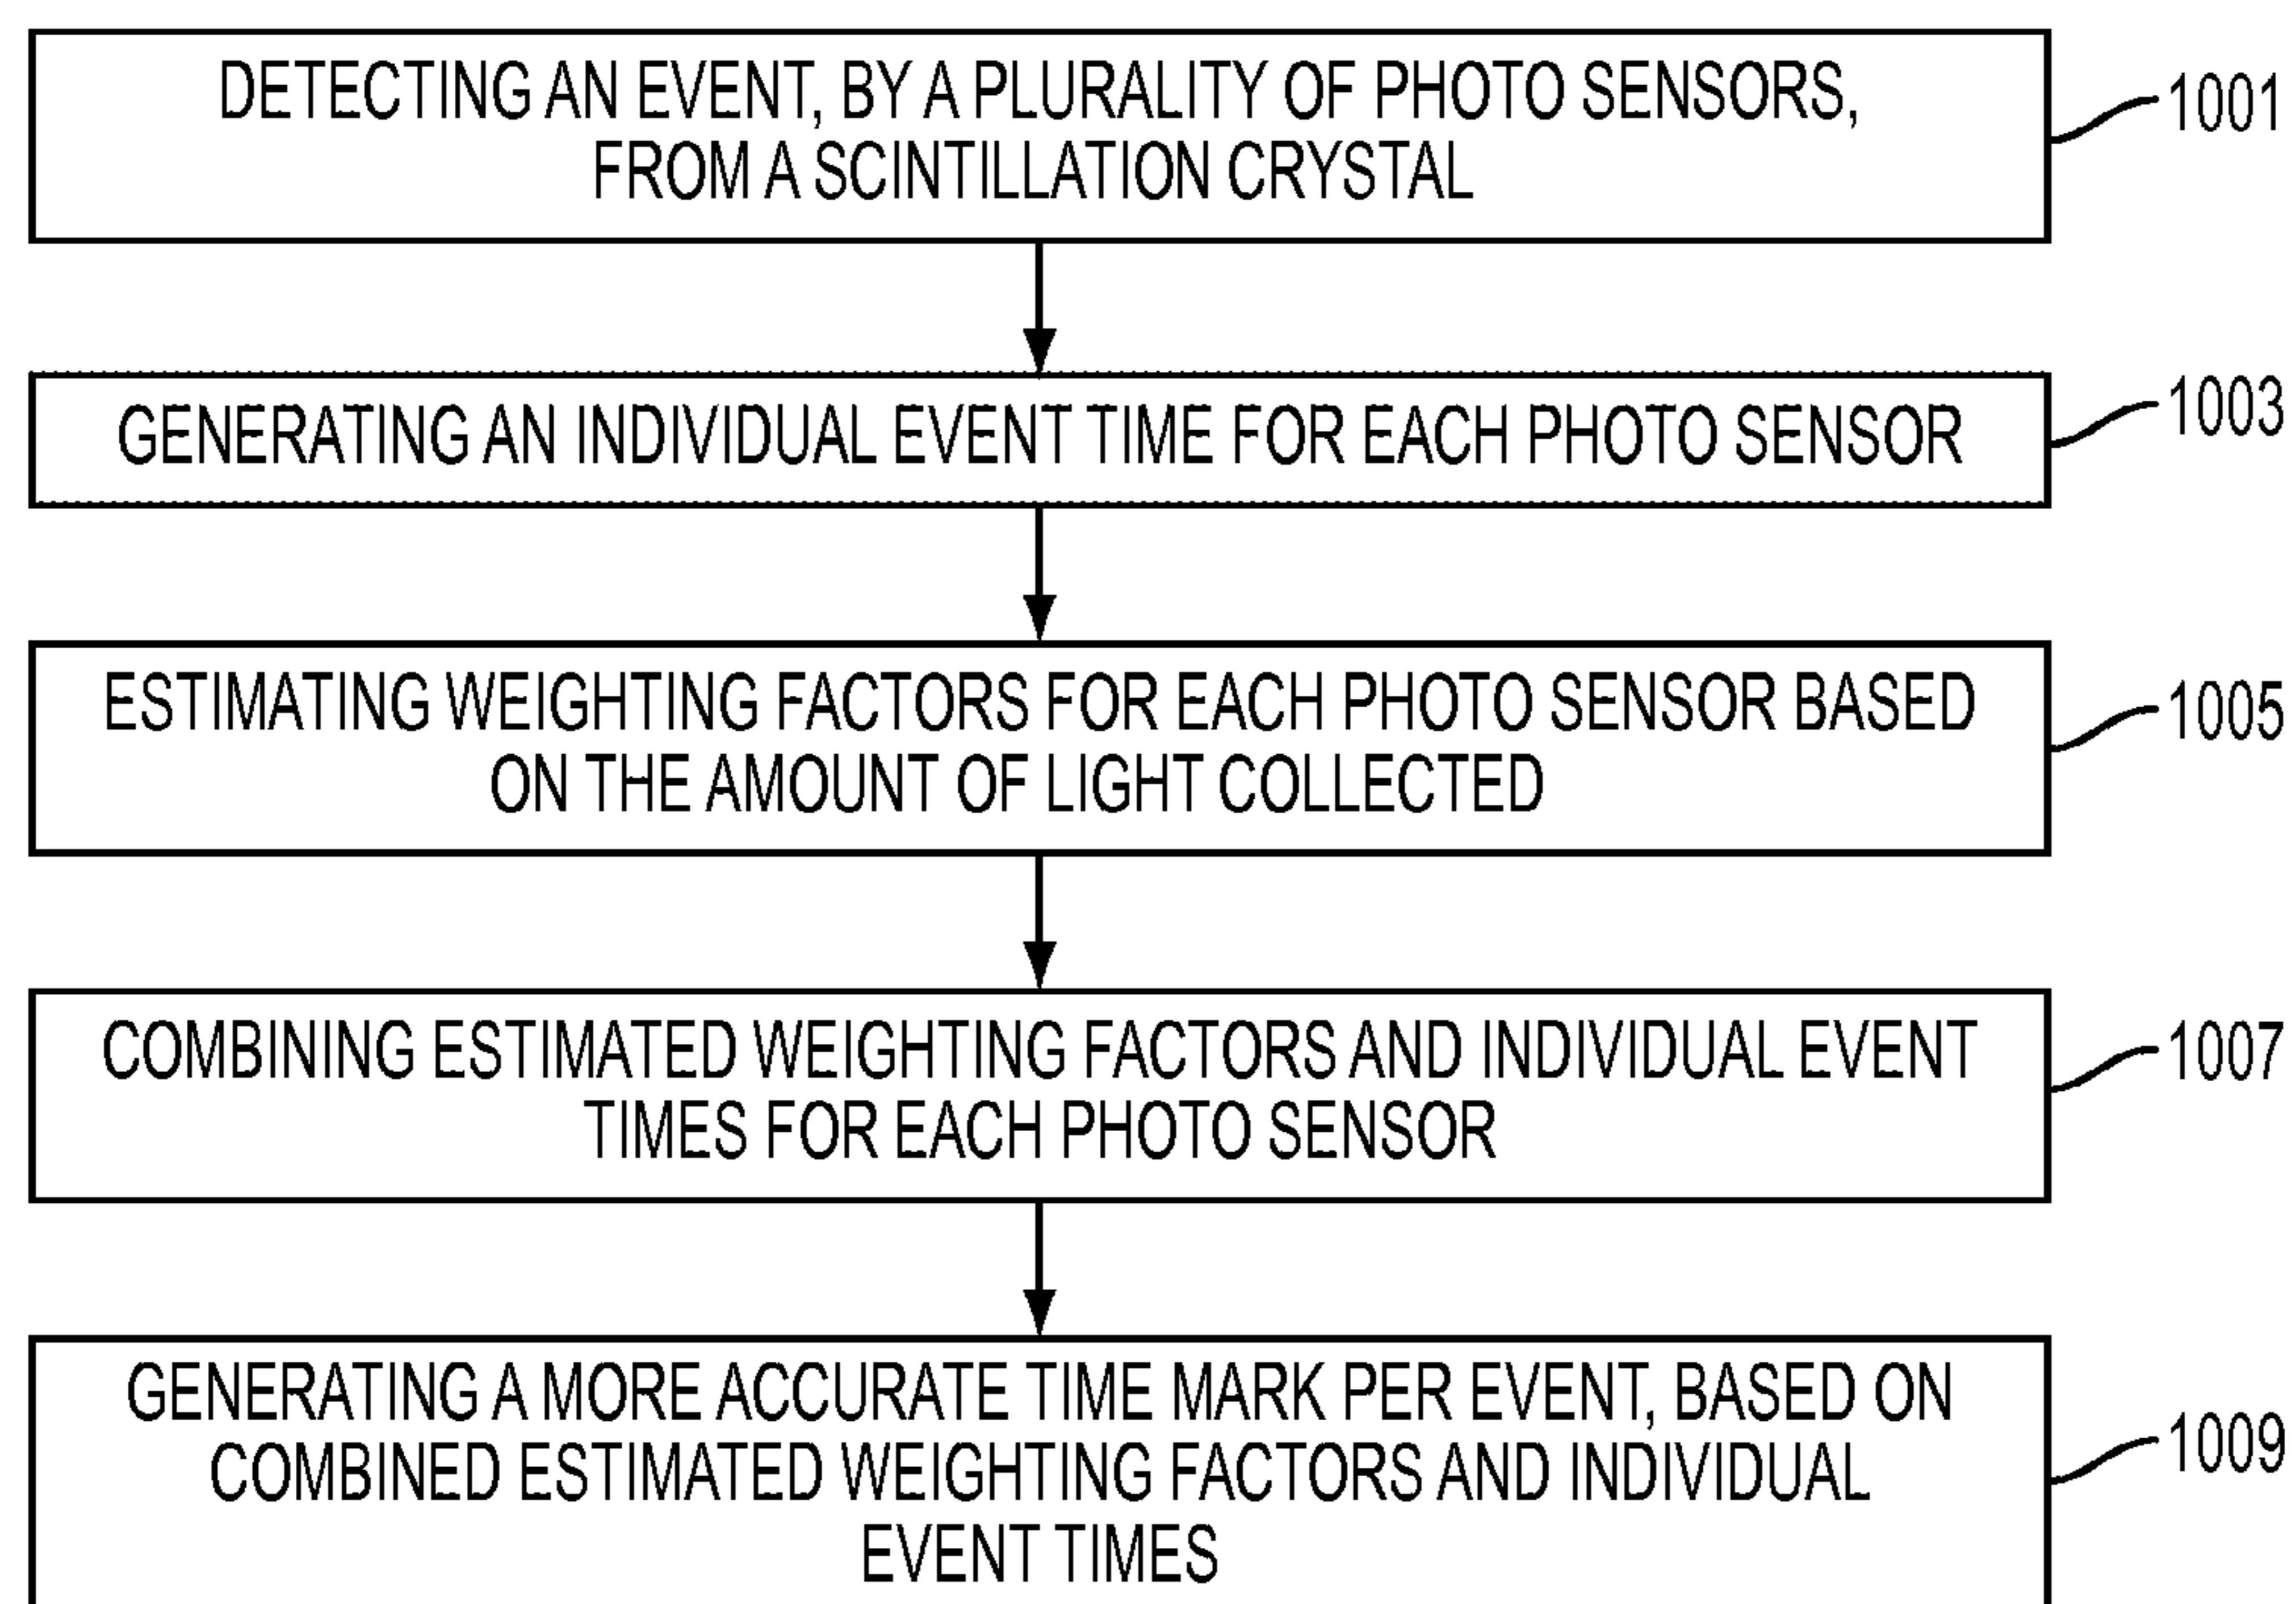 DETECTING AN EVENT, BY A PLURALITY OF PHOTO SENSORS,
FROM A SCINTILLATION CRYSTAL
1001
GENERATING AN INDIVIDUAL EVENT TIME FOR EACH PHOTO SENSOR
1003
ESTIMATING WEIGHTING FACTORS FOR EACH PHOTO SENSOR BASED
ON THE AMOUNT OF LIGHT COLLECTED
1005
COMBINING ESTIMATED WEIGHTING FACTORS AND INDIVIDUAL EVENT
TIMES FOR EACH PHOTO SENSOR
1007
GENERATING A MORE ACCURATE TIME MARK PER EVENT, BASED ON
COMBINED ESTIMATED WEIGHTING FACTORS AND INDIVIDUAL
EVENT TIMES
1009